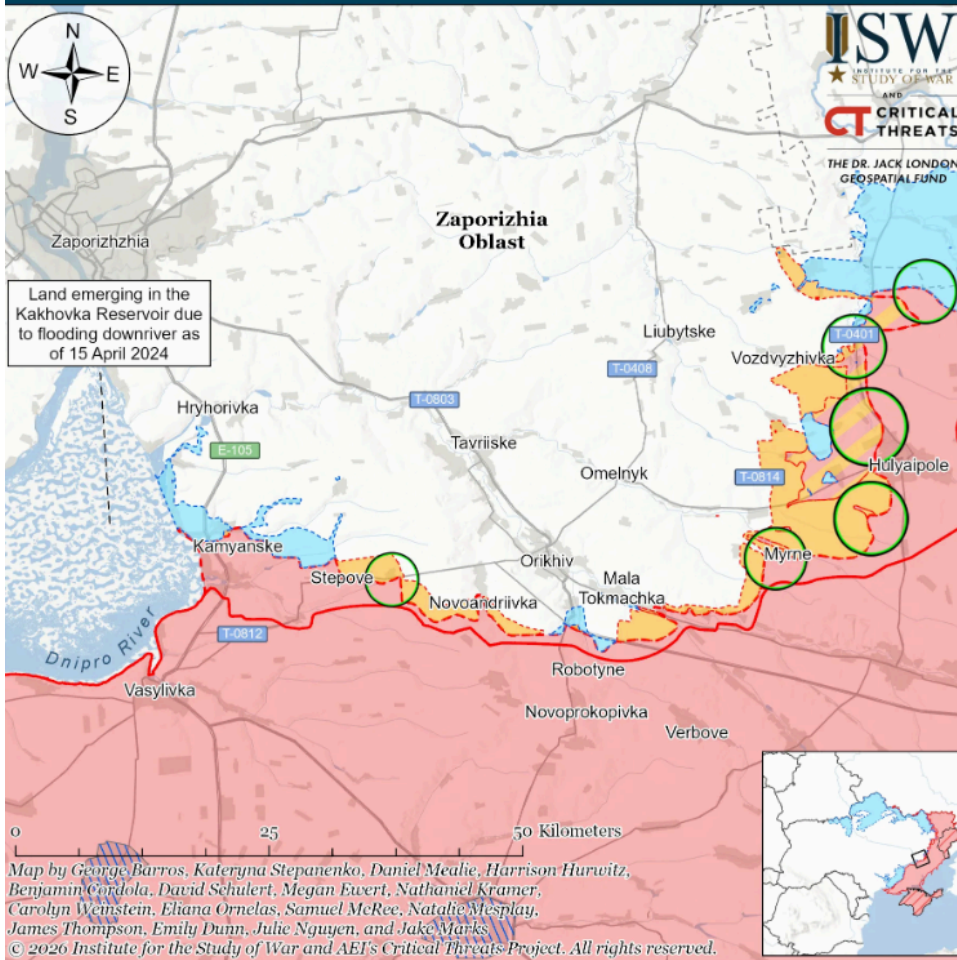 N
W E
S
ISW
INSTITUTE FOR THE
STUDY OF WAR
AND
CT CRITICAL
THREATS
THE DR. JACK LONDON
GEOSPATIAL FUND
Zaporizhia
Oblast
Zaporizhzhia
Land emerging in the
Kakhovka Reservoir due
to flooding downriver as
of 15 April 2024
Liubytske
T-0401
Vozdvyzhivka
T-0408
T-0803
Hryhorivka
E-105
Tavriiske
Omelnyk
T-0814
Hulyaipole
Kamyanske
Orikhiv
Myrne
Stepove
Mala
Tokmachka
Novoandriivka
T-0812
Dnipro River
Robotyne
Vasylivka
Novoprokopivka
Verbove
0 25 50 Kilometers
Map by George Barros, Kateryna Stepanenko, Daniel Mealie, Harrison Hurwitz,
Benjamin Cordola, David Schulert, Megan Ewert, Nathaniel Kramer,
Carolyn Weinstein, Eliana Ornelas, Samuel McRee, Natalie Mesplay,
James Thompson, Emily Dunn, Julie Nguyen, and Jake Marks
© 2026 Institute for the Study of War and AEI's Critical Threats Project. All rights reserved.